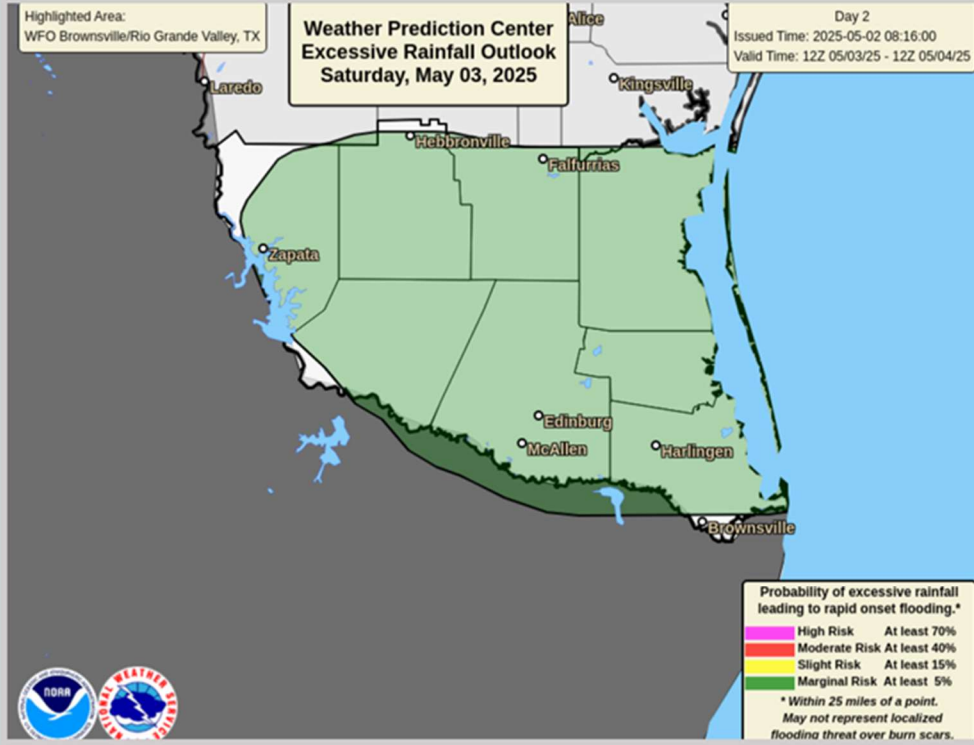 Highlighted Area:
WFO Brownsville/Rio Grande Valley, TX
Weather Prediction Center
Excessive Rainfall Outlook
Saturday, May 03, 2025
Day 2
Issued Time: 2025-05-02 08:16:00
Valid Time: 12Z 05/03/25 - 12Z 05/04/25
Alice
Laredo
Kingsville
Hebbronville
Falfurrias
Zapata
Edinburg
McAllen
Harlingen
Brownsville
Probability of excessive rainfall
leading to rapid onset flooding.*
High Risk At least 70%
Moderate Risk At least 40%
Slight Risk At least 15%
Marginal Risk At least 5%
* Within 25 miles of a point.
May not represent localized
flooding threat over burn scars.
NOAA
NATIONAL WEATHER SERVICE